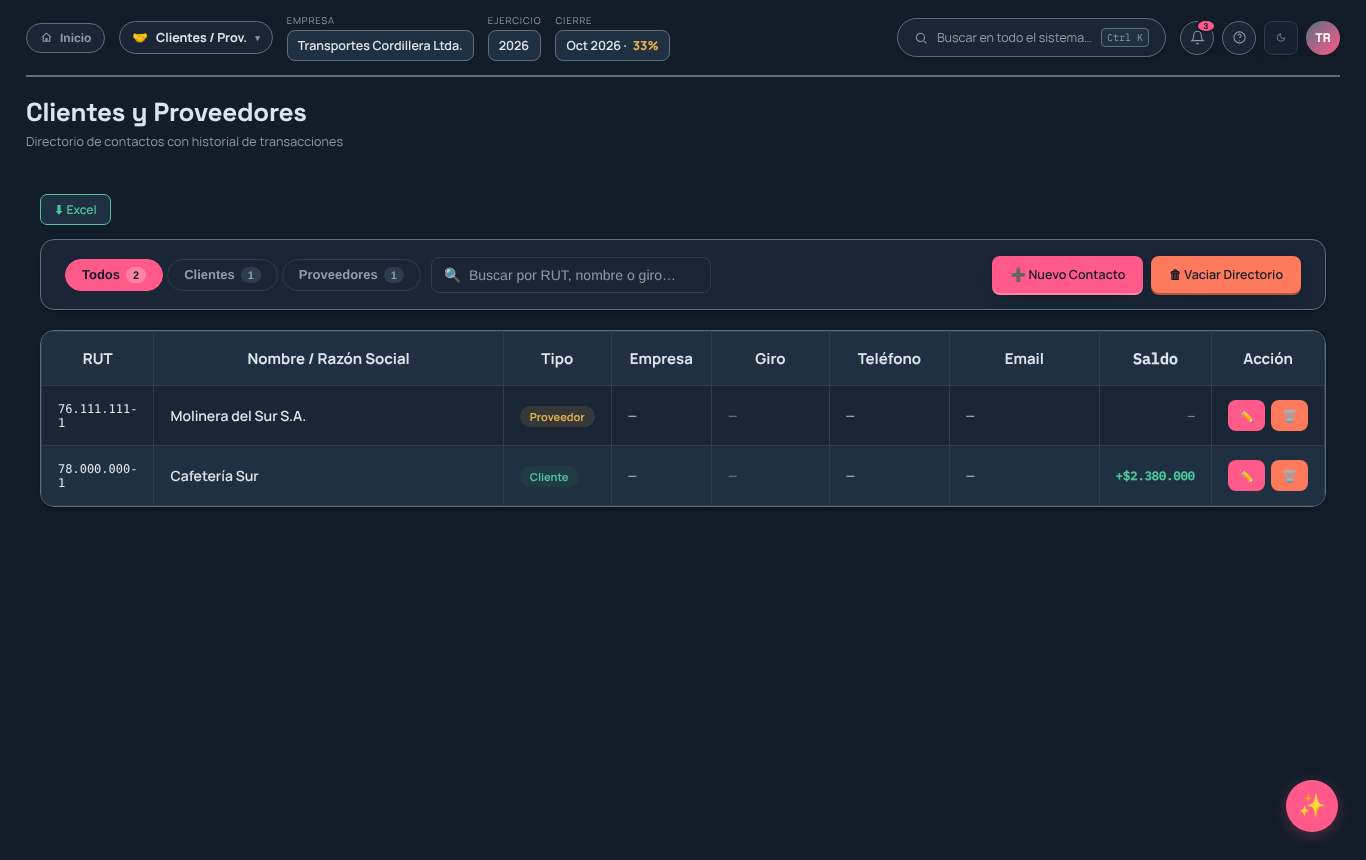 EMPRESA EJERCICIO CIERRE
Inicio Clientes / Prov. Transportes Cordillera Ltda. 2026 Oct 2026 · 33% Buscar en todo el sistema... Ctrl K 3 TR
Clientes y Proveedores
Directorio de contactos con historial de transacciones
Excel
Todos 2 Clientes 1 Proveedores 1 Buscar por RUT, nombre o giro... Nuevo Contacto Vaciar Directorio
RUT Nombre / Razón Social Tipo Empresa Giro Teléfono Email Saldo Acción
76.111.111-
1 Molinera del Sur S.A. Proveedor — — — — —
78.000.000-
1 Cafetería Sur Cliente — — — — +$2.380.000